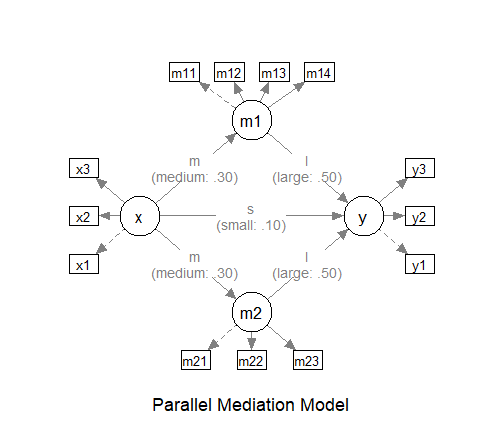 m11 m12 m13 m14
m1
m l
(medium: .30) (large: .50)
x3 y3
x2 x s y y2
(small: .10)
x1 y1
m l
(medium: .30) (large: .50)
m2
m21 m22 m23
Parallel Mediation Model